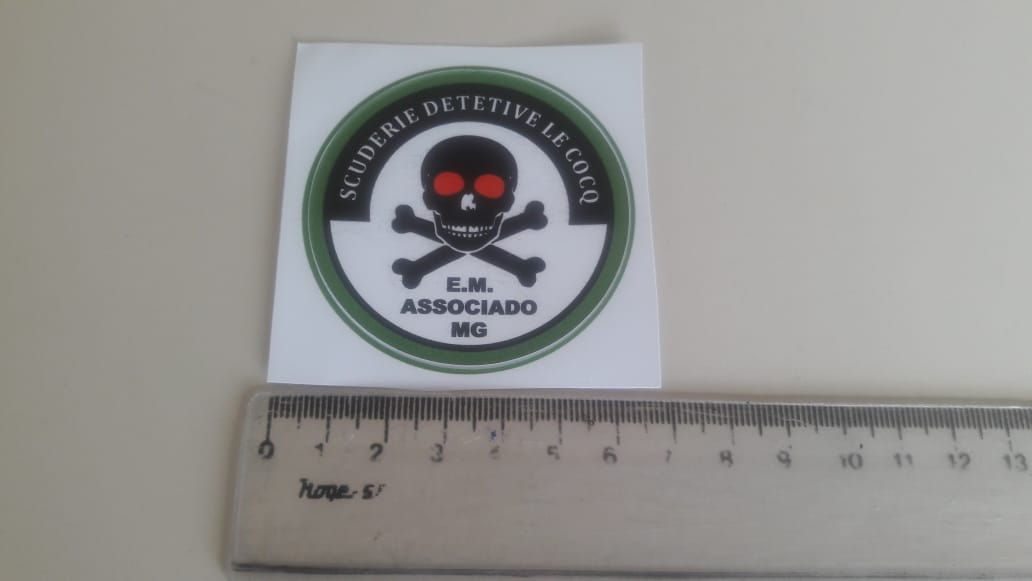 SCUDERIE DETETIVE LE COCQ
E.M.
ASSOCIADO
MG
0 1 2 3 4 5 6 7 8 9 10 11 12 13